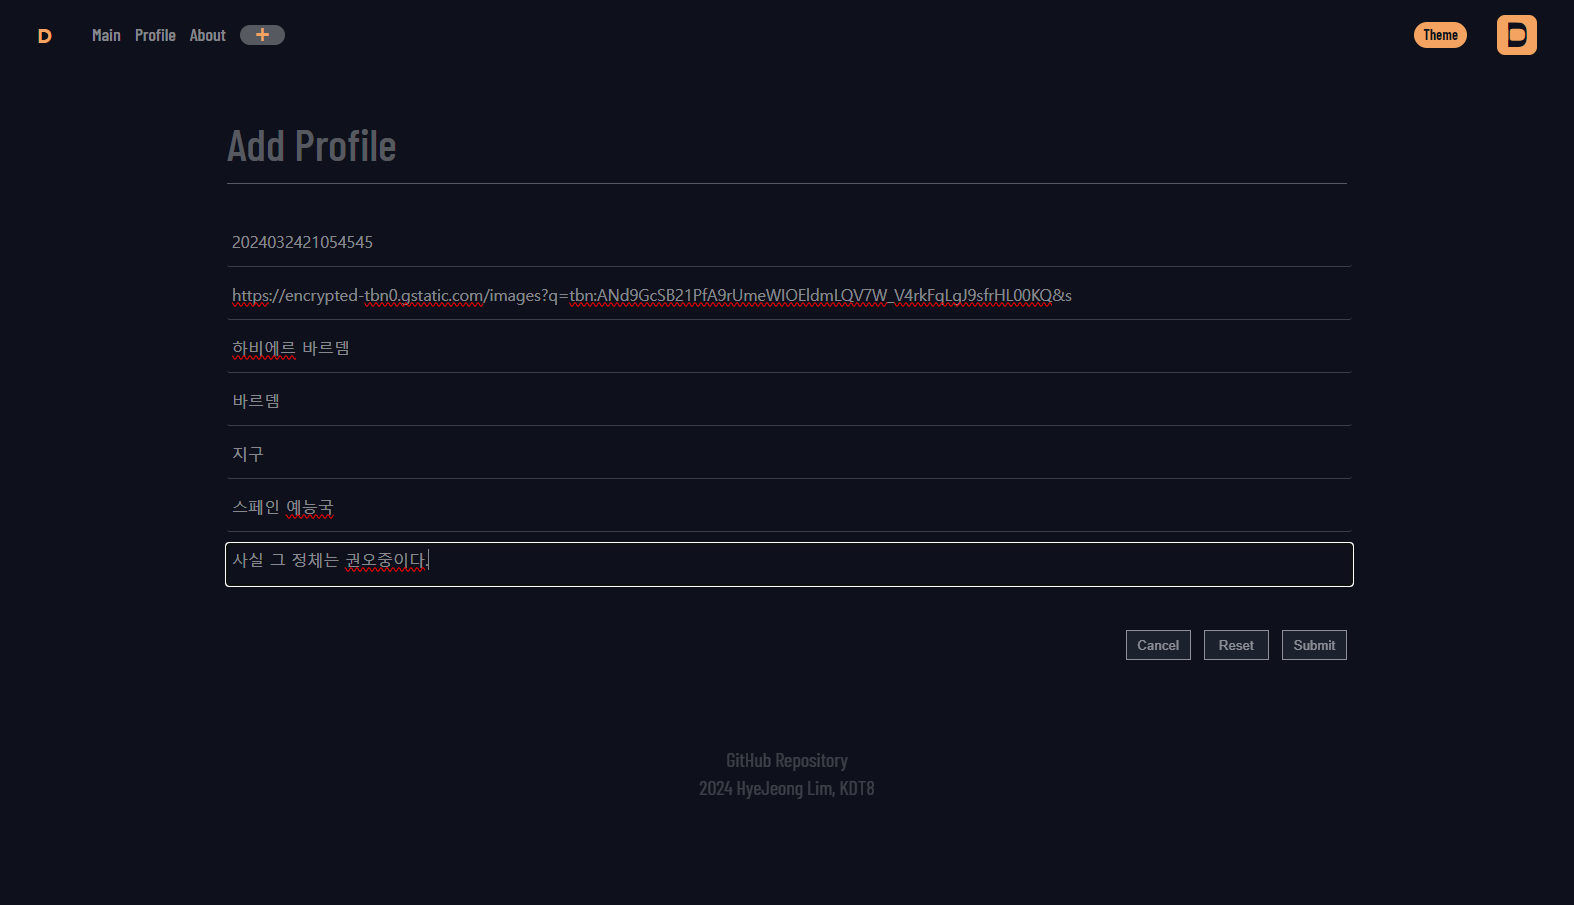 D
Main Profile About +
Theme
D
Add Profile
2024032421054545
https://encrypted-tbn0.gstatic.com/images?q=tbn:ANd9GcSB21PfA9rUmeWIOEldmLQV7W_V4rkFqLgJ9sfrHL00KQ&s
하비에르 바르뎀
바르뎀
지구
스페인 예능국
사실 그 정체는 권오중이다.
Cancel Reset Submit
GitHub Repository
2024 HyeJeong Lim, KDT8